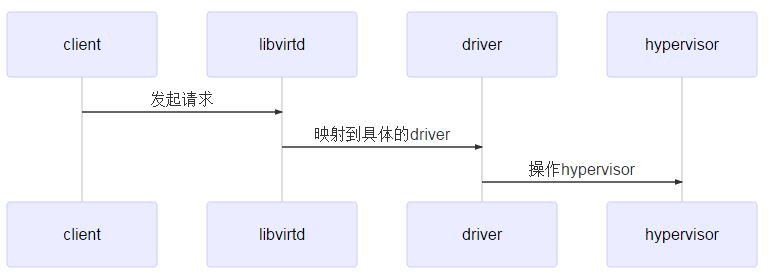 client
libvirtd
driver
hypervisor
发起请求
映射到具体的driver
操作hypervisor
client
libvirtd
driver
hypervisor